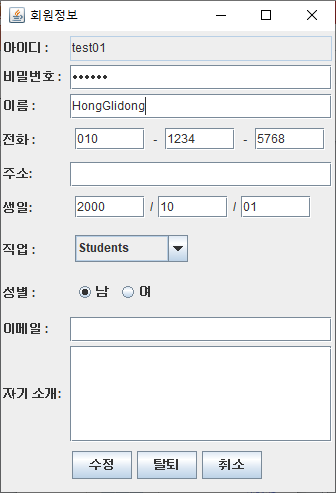 회원정보
아이디 : test01
비밀번호 : ••••••
이름 : HongGlidong
전화 : 010 - 1234 - 5768
주소:
생일: 2000 / 10 / 01
직업 : Students
성별 : 남 여
이메일 :
자기 소개:
수정 탈퇴 취소